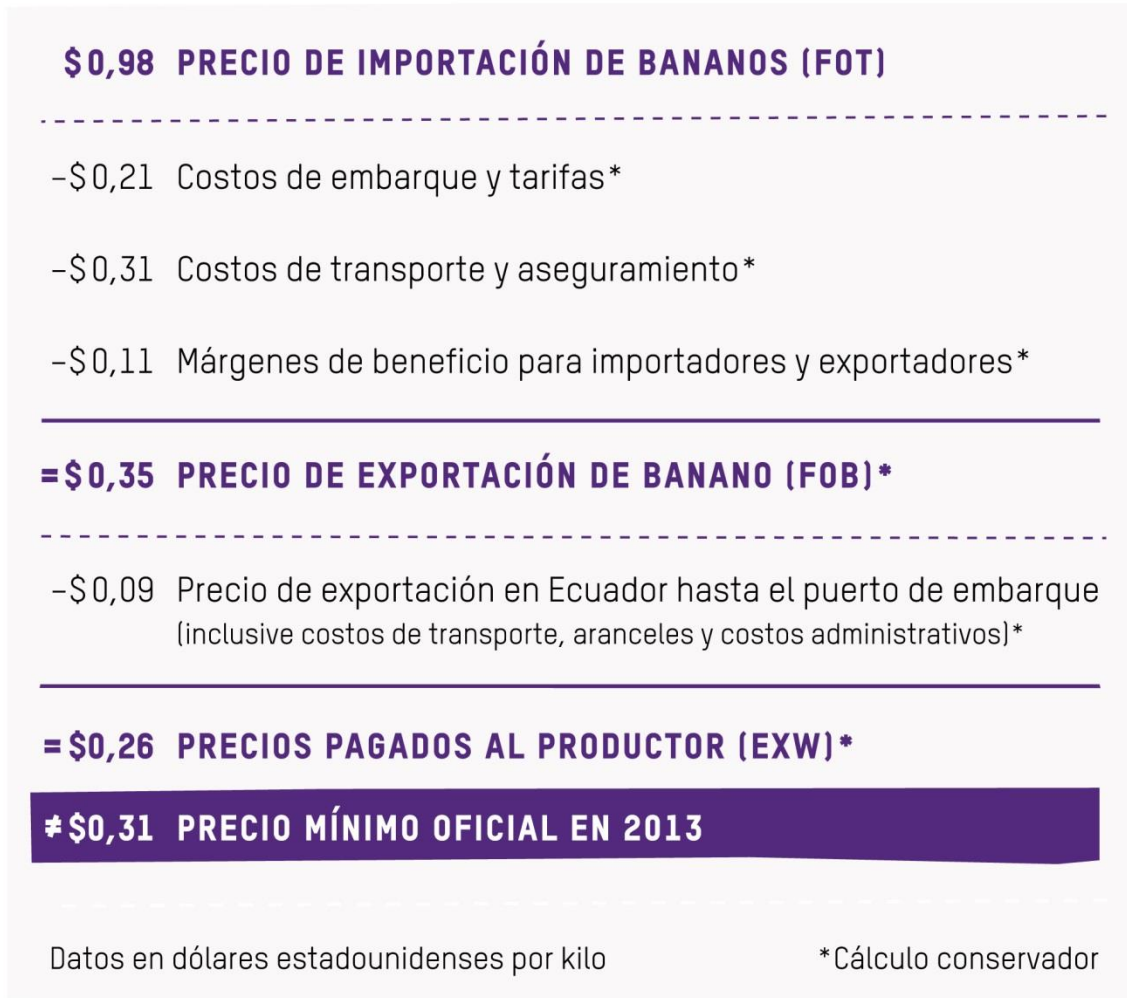 $0,98 PRECIO DE IMPORTACIÓN DE BANANOS (FOT)
-$0,21 Costos de embarque y tarifas*
-$0,31 Costos de transporte y aseguramiento*
-$0,11 Márgenes de beneficio para importadores y exportadores*
=$0,35 PRECIO DE EXPORTACIÓN DE BANANO (FOB)*
-$0,09 Precio de exportación en Ecuador hasta el puerto de embarque
(inclusive costos de transporte, aranceles y costos administrativos)*
=$0,26 PRECIOS PAGADOS AL PRODUCTOR (EXW)*
≠$0,31 PRECIO MÍNIMO OFICIAL EN 2013
Datos en dólares estadounidenses por kilo *Cálculo conservador